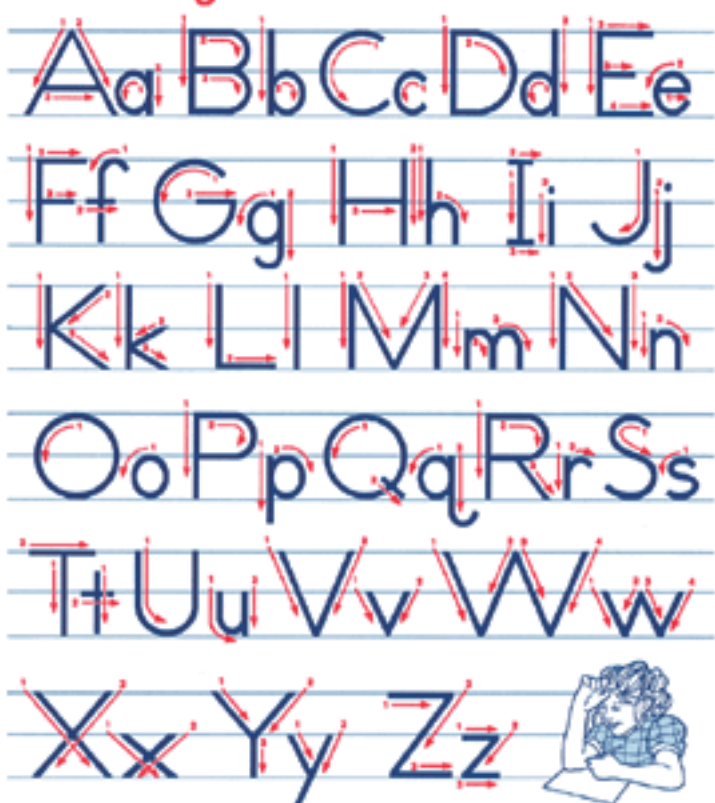 Aa Bb Cc Dd Ee
Ff Gg Hh Ii Jj
Kk Ll Mm Nn
Oo Pp Qq Rr Ss
Tt Uu Vv Ww
Xx Yy Zz